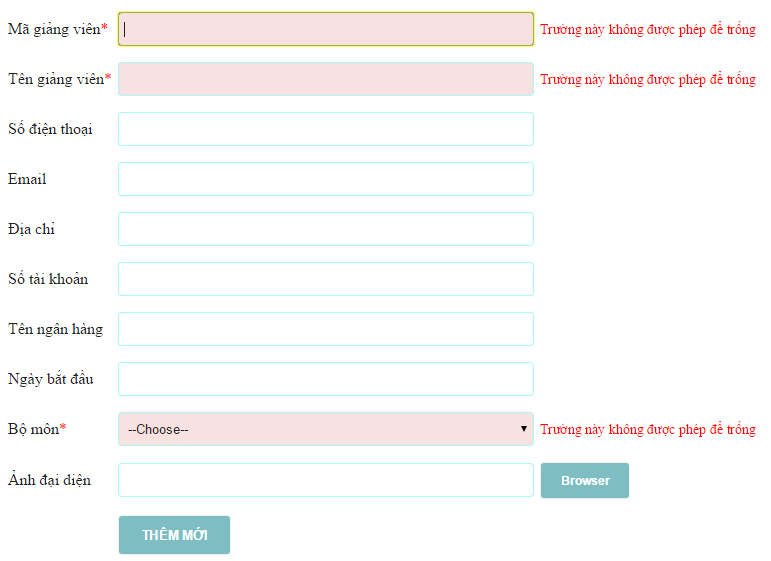 Mã giảng viên* Trường này không được phép để trống
Tên giảng viên* Trường này không được phép để trống
Số điện thoại
Email
Địa chỉ
Số tài khoản
Tên ngân hàng
Ngày bắt đầu
Bộ môn* --Choose-- Trường này không được phép để trống
Ảnh đại diện Browser
THÊM MỚI